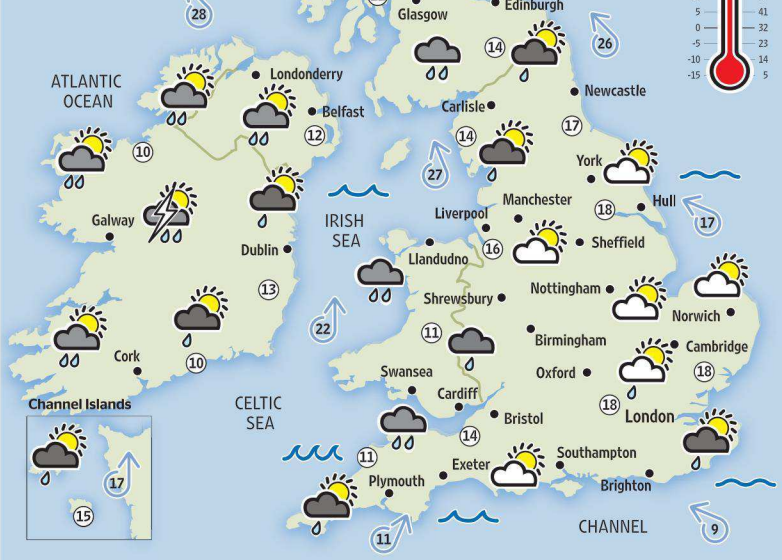 28
Glasgow
Edinburgh
26
5 41
0 32
-5 23
-10 14
-15 5
14
ATLANTIC
OCEAN
Londonderry
Belfast
12
10
Carlisle
14
27
Newcastle
17
York
18
Hull
17
Galway
Dublin
13
IRISH
SEA
Liverpool
Manchester
16
Sheffield
Llandudno
22
Shrewsbury
Nottingham
Norwich
11
Birmingham
Cambridge
18
Cork
10
Swansea
Oxford
Cardiff
18
London
CELTIC
SEA
Bristol
14
11
Exeter
Southampton
Plymouth
Brighton
11
CHANNEL
9
Channel Islands
17
15